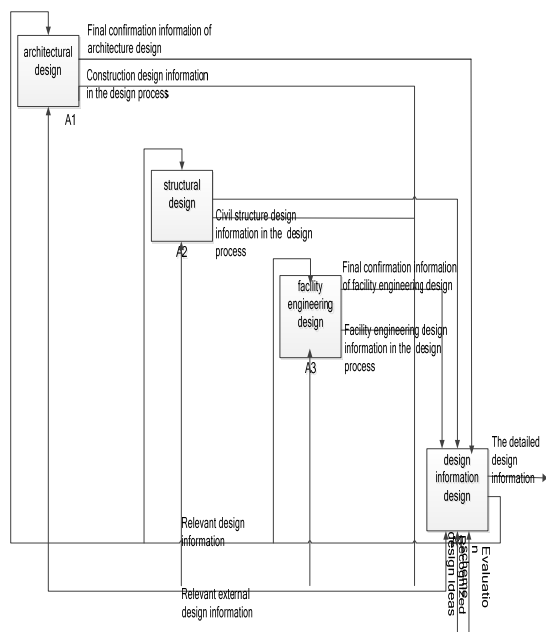 Final confirmation information of
architecture design
architectural
design
Construction design information
in the design process
A1
structural
design
Civil structure design
information in the design
process
A2
Final confirmation information
of facility engineering design
facility
engineering
design
Facility engineering design
information in the design
process
A3
The detailed
design
information
design
information
design
Relevant design
information
Relevant external
design information
Evaluatio
n
Recognized
design Ideas